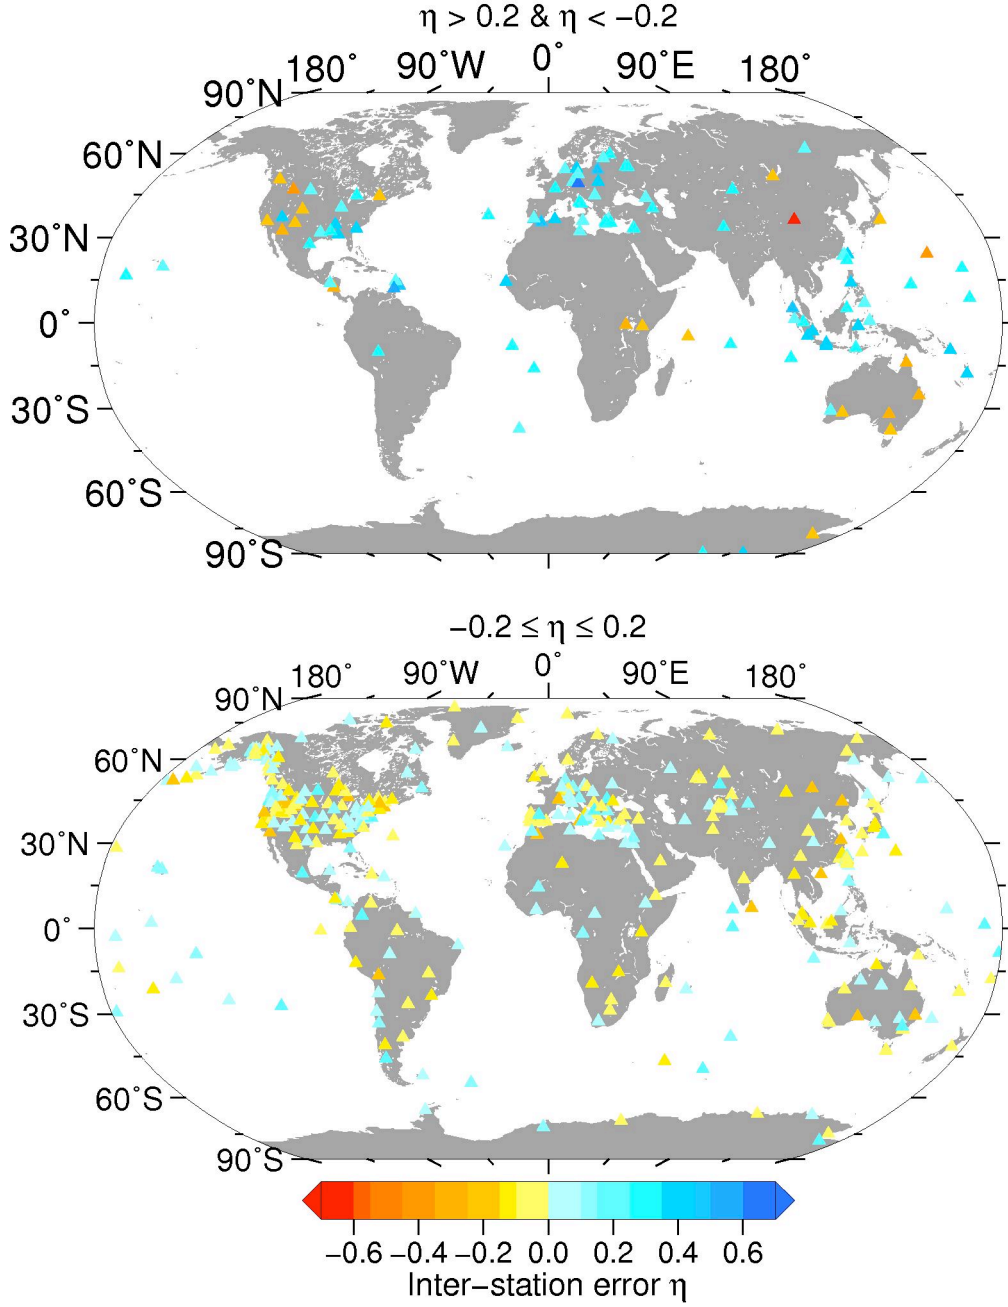 η > 0.2 & η < −0.2
180˚ 90˚W 0˚ 90˚E 180˚
90˚N
60˚N
30˚N
0˚
30˚S
60˚S
90˚S
−0.2 ≤ η ≤ 0.2
180˚ 90˚W 0˚ 90˚E 180˚
90˚N
60˚N
30˚N
0˚
30˚S
60˚S
90˚S
−0.6 −0.4 −0.2 0.0 0.2 0.4 0.6
Inter−station error η